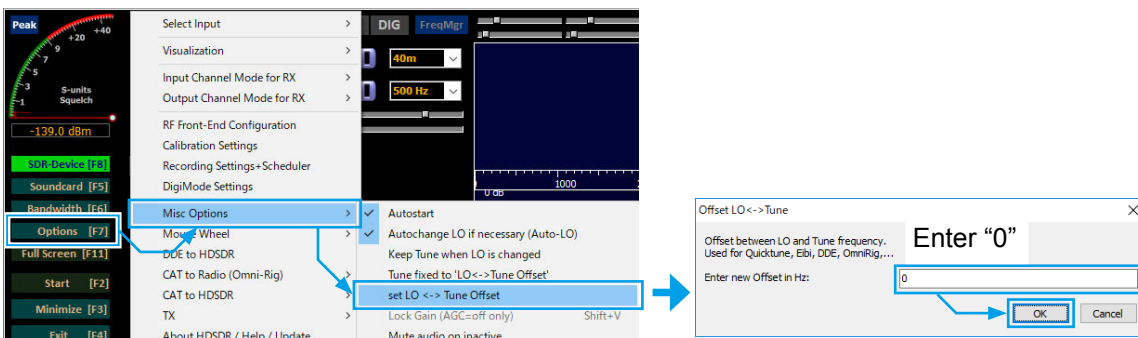 Peak
+20
+40
9
7
5
3
1
S-units
Squelch
-139.0 dBm
SDR-Device [F8]
Soundcard [F5]
Bandwidth [F6]
Options [F7]
Full Screen [F11]
Start [F2]
Minimize [F3]
Exit [F4]
Select Input >
Visualization >
Input Channel Mode for RX >
Output Channel Mode for RX >
RF Front-End Configuration
Calibration Settings
Recording Settings+Scheduler
DigiMode Settings
Misc Options >
Mouse Wheel >
DDE to HDSDR
CAT to Radio (Omni-Rig) >
CAT to HDSDR >
TX >
About HDSDR / Help / Update
DIG FreqMgr
40m
500 Hz
1000
0 dB
Autostart
Autochange LO if necessary (Auto-LO)
Keep Tune when LO is changed
Tune fixed to 'LO<->Tune Offset'
set LO <-> Tune Offset
Lock Gain (AGC=off only) Shift+V
Mute audio on inactive
Offset LO<->Tune
Offset between LO and Tune frequency.
Used for Quicktune, Eibi, DDE, OmniRig,...
Enter "0"
Enter new Offset in Hz:
0
OK Cancel